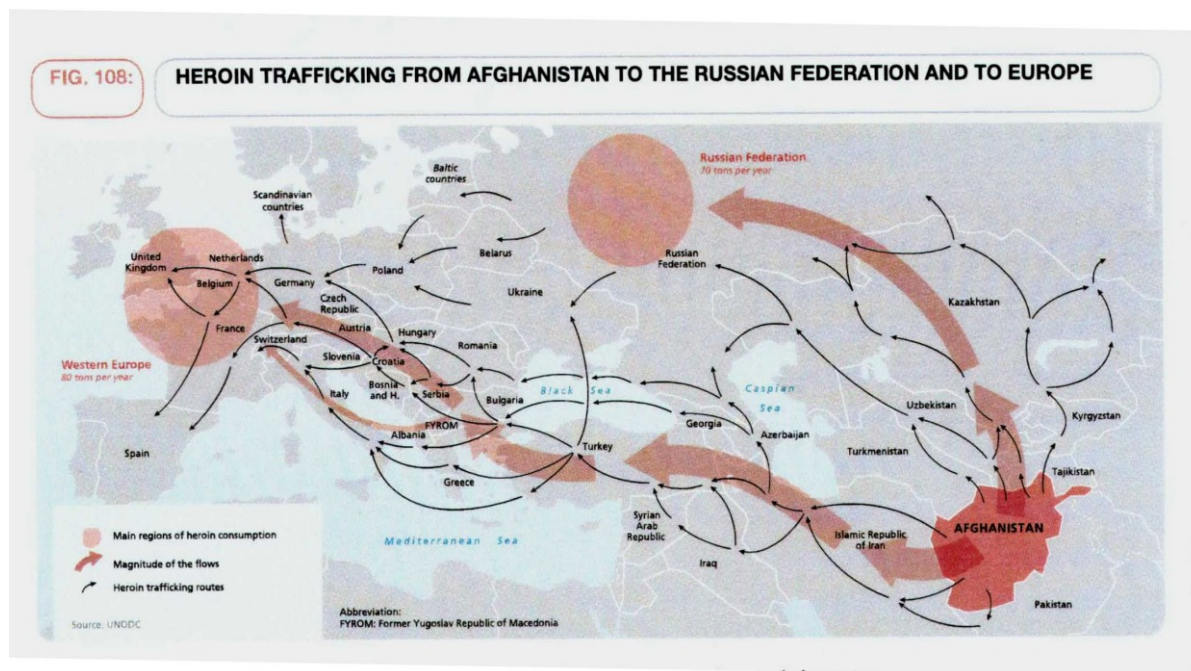 FIG. 108:
HEROIN TRAFFICKING FROM AFGHANISTAN TO THE RUSSIAN FEDERATION AND TO EUROPE
Baltic
countries
Russian Federation
70 tons per year
Scandinavian
countries
United
Kingdom
Netherlands
Belgium
Germany
Poland
Belarus
Russian
Federation
Ukraine
Czech
Republic
Kazakhstan
France
Austria
Hungary
Switzerland
Romania
Slovenia
Croatia
Western Europe
80 tons per year
Bosnia
and H.
Serbia
Italy
Black Sea
Caspian
Sea
Bulgaria
Uzbekistan
Kyrgyzstan
FYROM
Georgia
Albania
Azerbaijan
Turkey
Turkmenistan
Spain
Greece
Tajikistan
Syrian
Arab
Republic
AFGHANISTAN
Islamic Republic
of Iran
Mediterranean Sea
Iraq
Pakistan
Main regions of heroin consumption
Magnitude of the flows
Heroin trafficking routes
Source: UNODC
Abbreviation:
FYROM: Former Yugoslav Republic of Macedonia